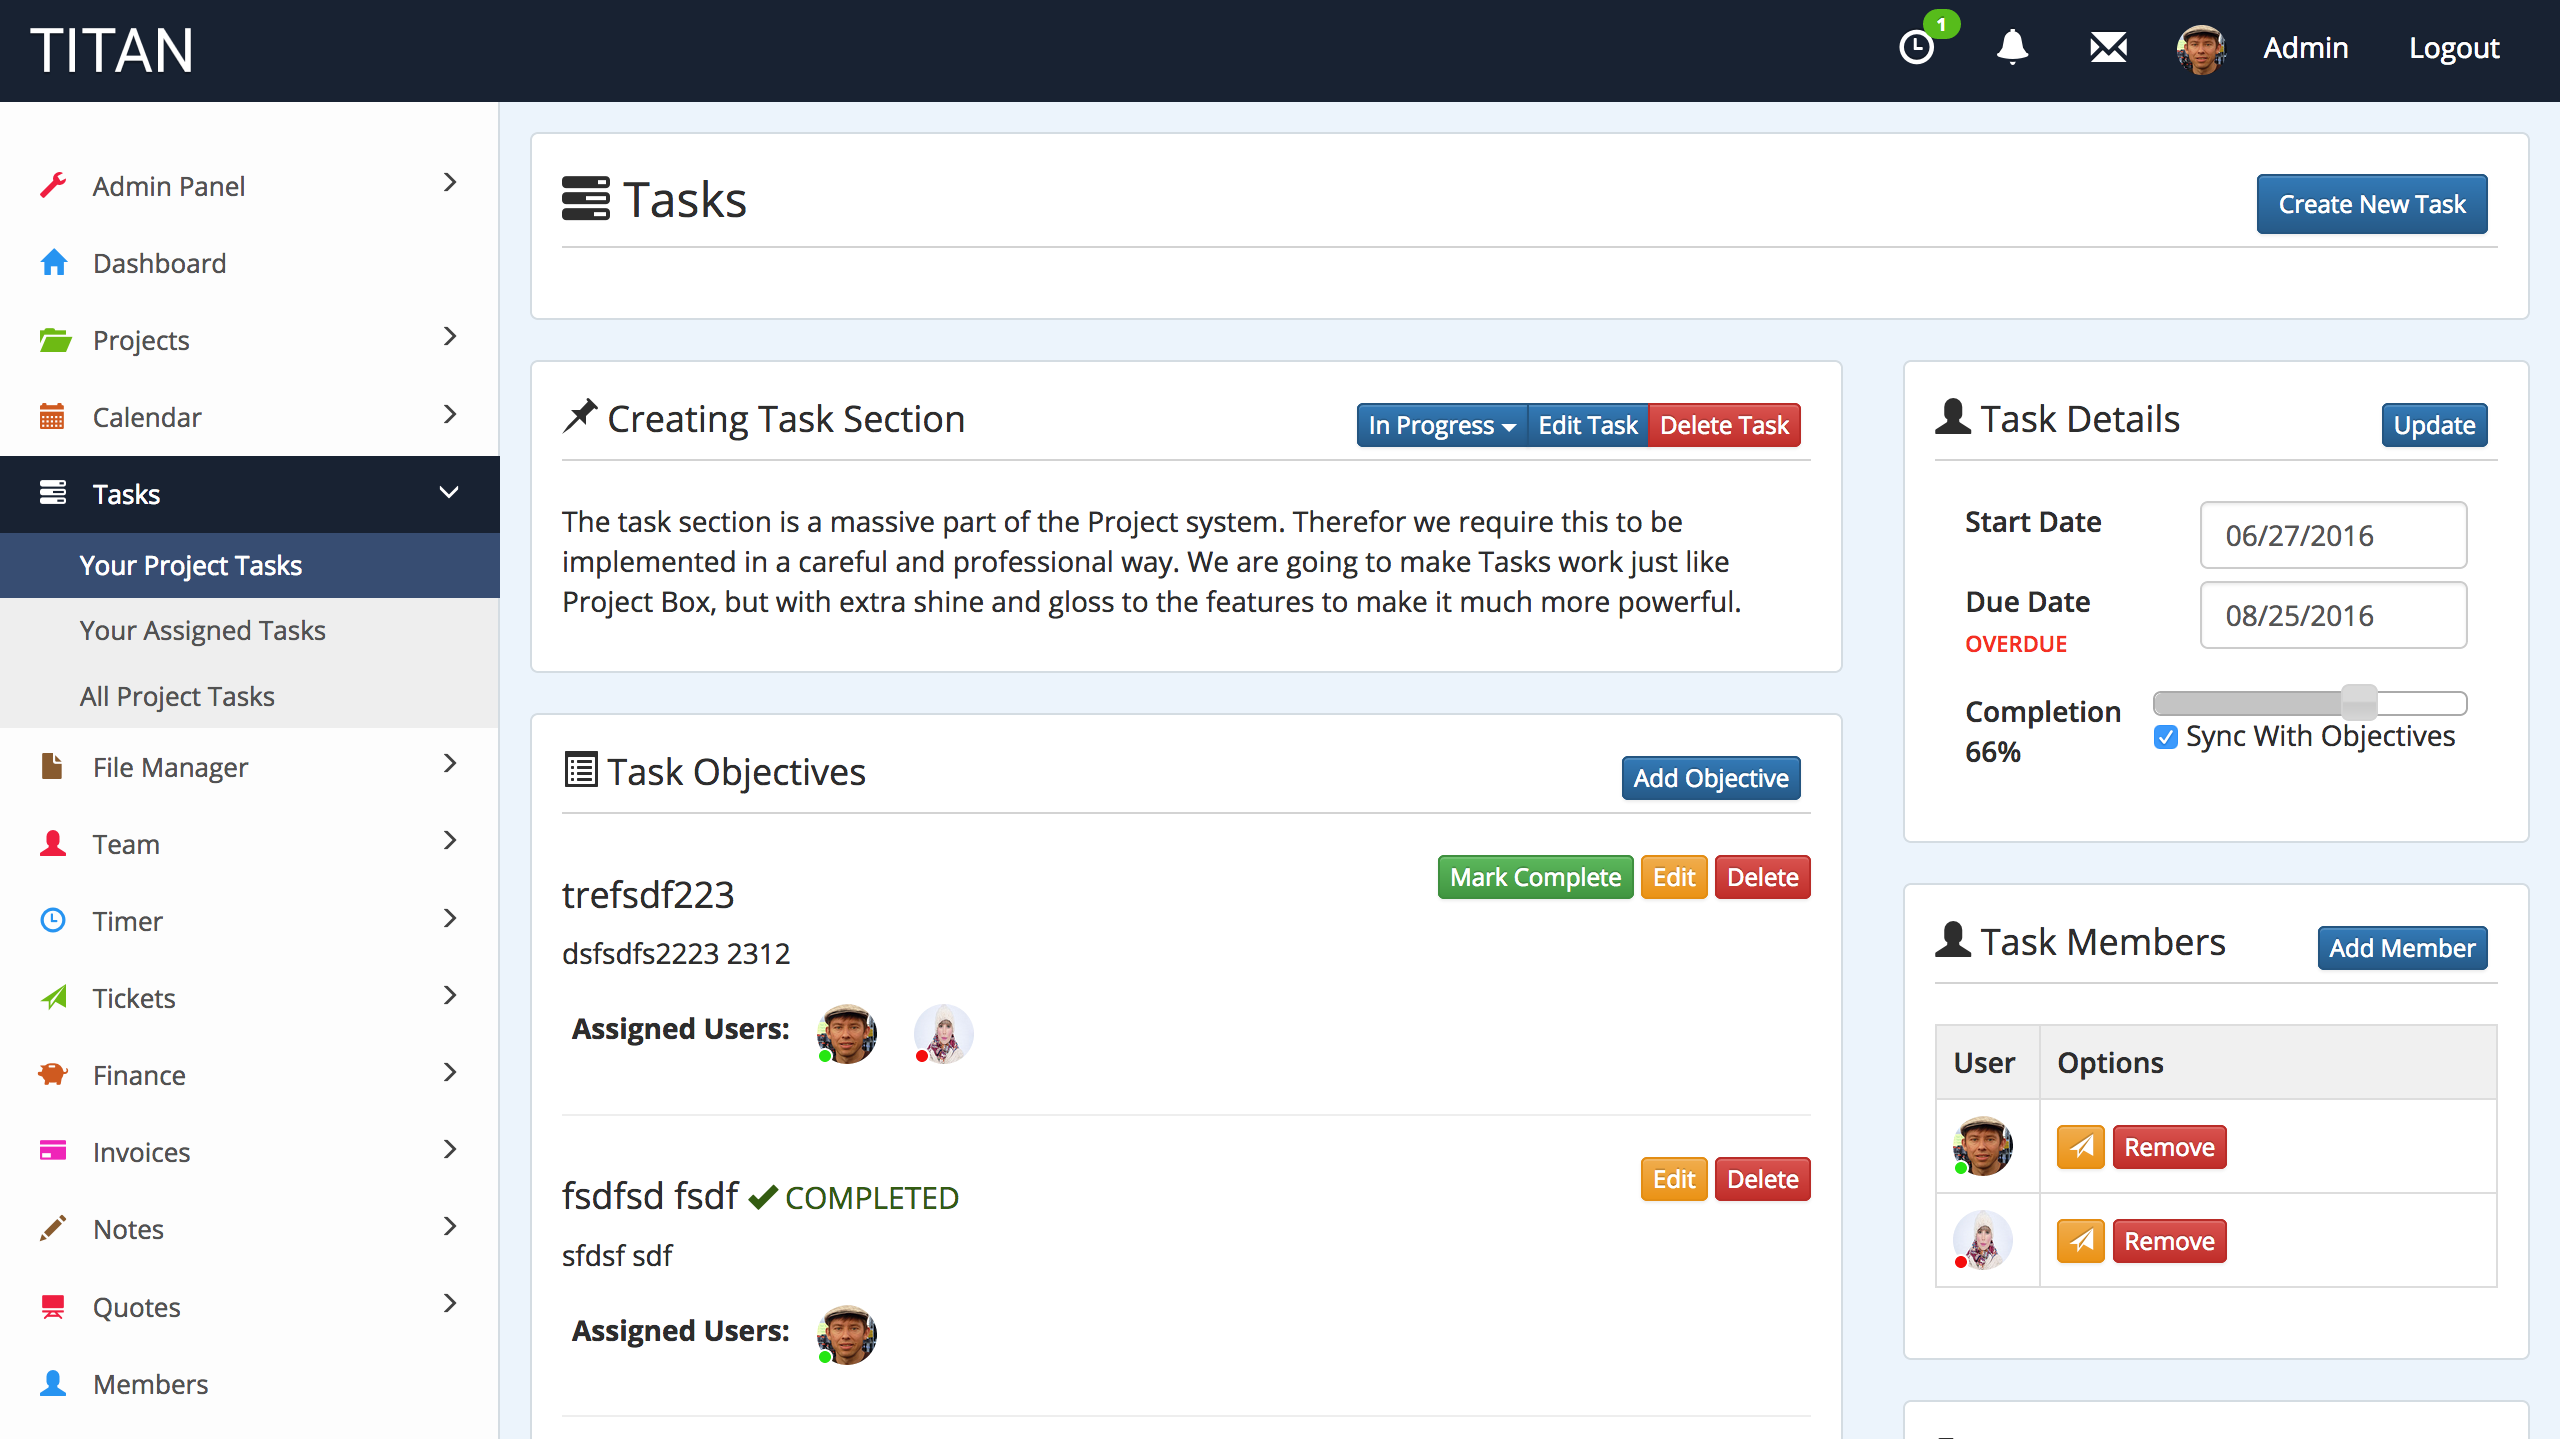 TITAN
1
Admin
Logout
Admin Panel
Dashboard
Projects
Calendar
Tasks
Your Project Tasks
Your Assigned Tasks
All Project Tasks
File Manager
Team
Timer
Tickets
Finance
Invoices
Notes
Quotes
Members
Tasks
Create New Task
Creating Task Section
In Progress
Edit Task
Delete Task
The task section is a massive part of the Project system. Therefor we require this to be
implemented in a careful and professional way. We are going to make Tasks work just like
Project Box, but with extra shine and gloss to the features to make it much more powerful.
Task Objectives
Add Objective
Mark Complete
Edit
Delete
trefsdf223
dsfsdfs2223 2312
Assigned Users:
Edit
Delete
fsdfsd fsdf COMPLETED
sfdsf sdf
Assigned Users:
Task Details
Update
Start Date
06/27/2016
Due Date
08/25/2016
OVERDUE
Completion
66%
Sync With Objectives
Task Members
Add Member
User
Options
Remove
Remove